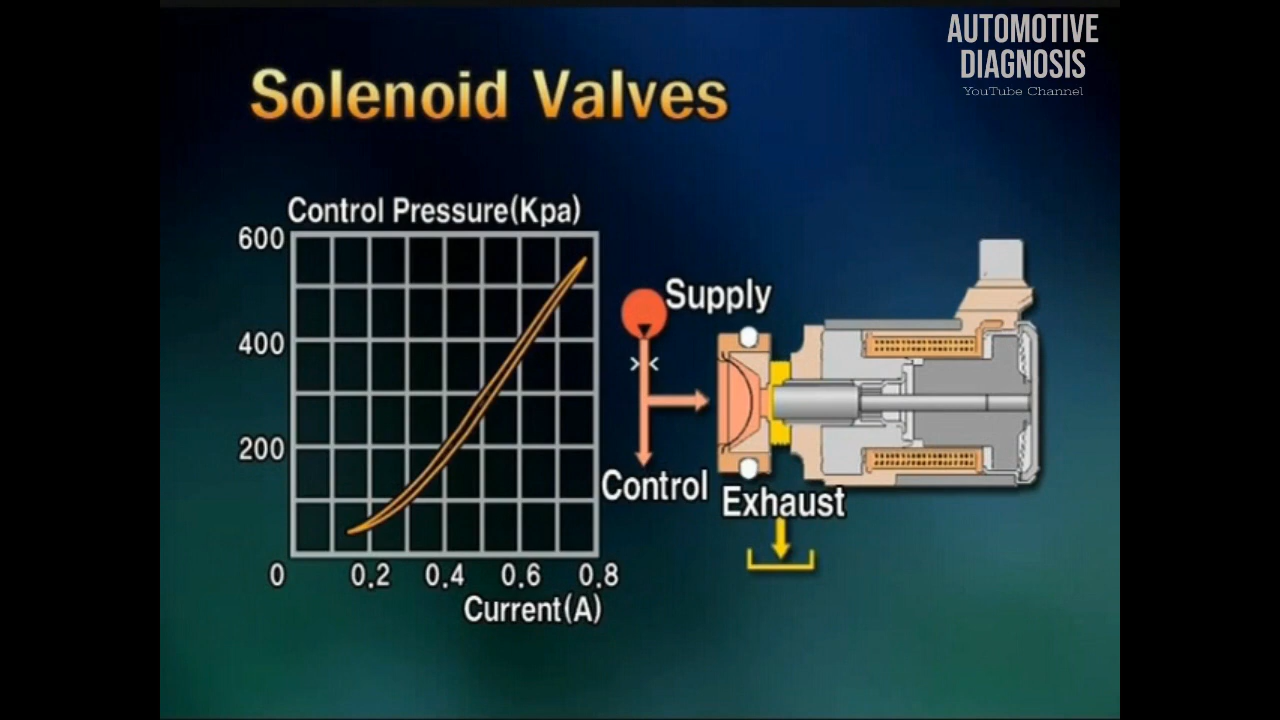 AUTOMOTIVE
DIAGNOSIS
YouTube Channel
Solenoid Valves
Control Pressure(Kpa)
600
400
200
0
0.2
0.4
0.6
0.8
Current(A)
Supply
Control
Exhaust